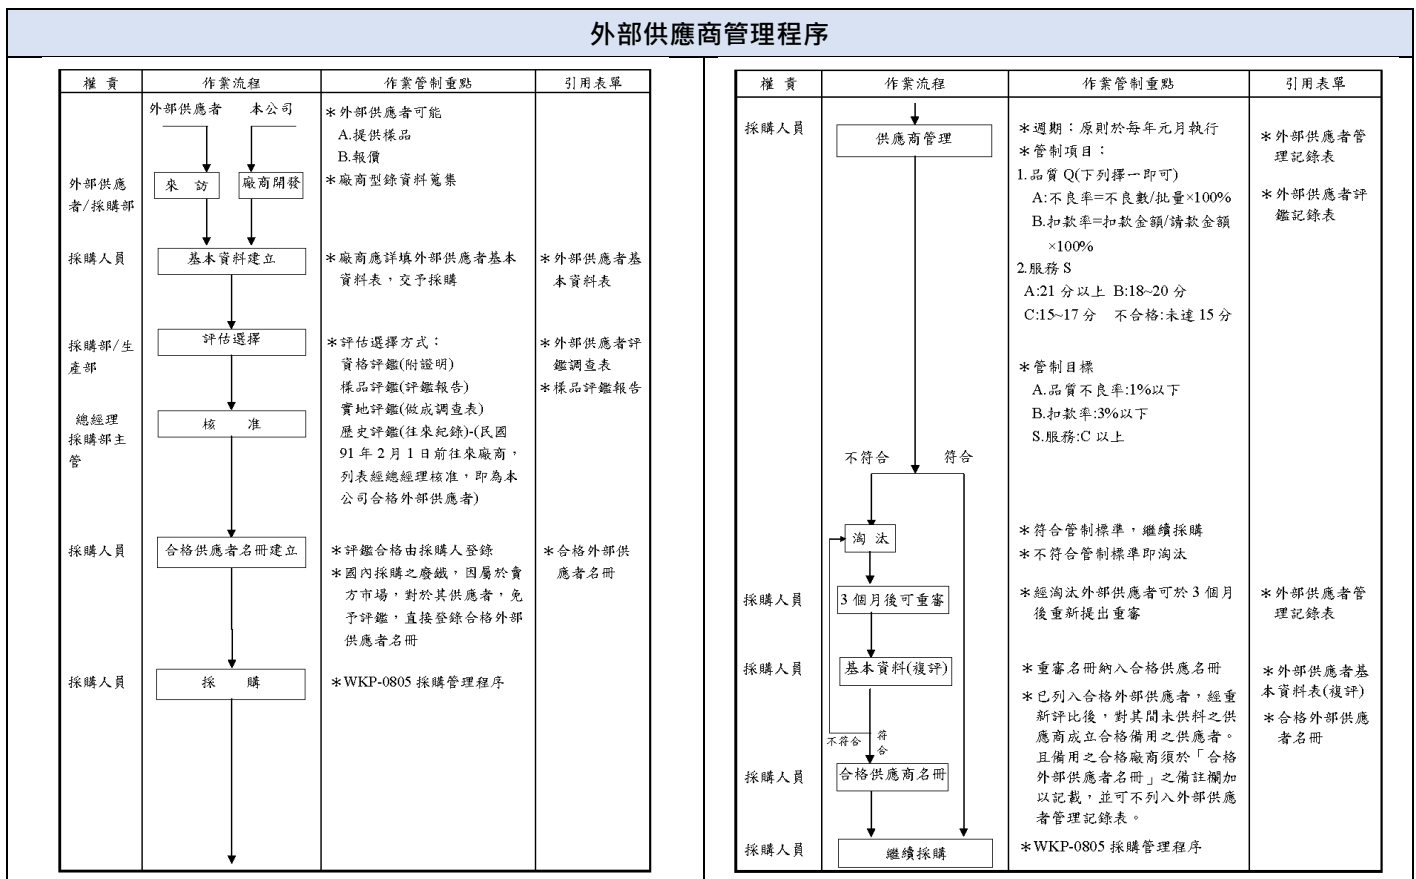 外部供應商管理程序
權 責 作業流程 作業管制重點 引用表單
外部供應者 本公司
＊外部供應者可能
A.提供樣品
B.報價
外部供應
者/採購部
來 訪
廠商開發
＊廠商型錄資料蒐集
採購人員
基本資料建立
＊廠商應詳填外部供應者基本
資料表，交予採購
＊外部供應者基
本資料表
採購部/生
產部
評估選擇
＊評估選擇方式：
資格評鑑(附證明)
樣品評鑑(評鑑報告)
實地評鑑(做成調查表)
歷史評鑑(往來紀錄)-(民國
91 年 2 月 1 日前往來廠商，
列表經總經理核准，即為本
公司合格外部供應者)
＊外部供應者評
鑑調查表
＊樣品評鑑報告
總經理
採購部主
管
核 准
採購人員
合格供應者名冊建立
＊評鑑合格由採購人登錄
＊國內採購之廢鐵，因屬於賣
方市場，對於其供應者，免
予評鑑，直接登錄合格外部
供應者名冊
＊合格外部供
應者名冊
採購人員
採 購
＊WKP-0805 採購管理程序
權 責 作業流程 作業管制重點 引用表單
採購人員
供應商管理
＊週期：原則於每年元月執行
＊管制項目：
1.品質 Q(下列擇一即可)
A:不良率=不良數/批量×100%
B.扣款率=扣款金額/請款金額
×100%
2.服務 S
A:21 分以上 B:18~20 分
C:15~17 分 不合格:未達 15 分
＊外部供應者管
理記錄表
＊外部供應者評
鑑記錄表
＊管制目標
A.品質不良率:1%以下
B.扣款率:3%以下
S.服務:C 以上
不符合 符合
淘 汰
＊符合管制標準，繼續採購
＊不符合管制標準即淘汰
採購人員
3 個月後可重審
＊經淘汰外部供應者可於 3 個月
後重新提出重審
＊外部供應者管
理記錄表
採購人員
基本資料(複評)
＊重審名冊納入合格供應名冊
＊已列入合格外部供應者，經重
新評比後，對其間未供料之供
應商成立合格備用之供應者。
且備用之合格廠商須於「合格
外部供應者名冊」之備註欄加
以記載，並可不列入外部供應
者管理記錄表。
＊外部供應者基
本資料表(複評)
＊合格外部供應
者名冊
不符合
符
合
採購人員
合格供應商名冊
採購人員
繼續採購
＊WKP-0805 採購管理程序